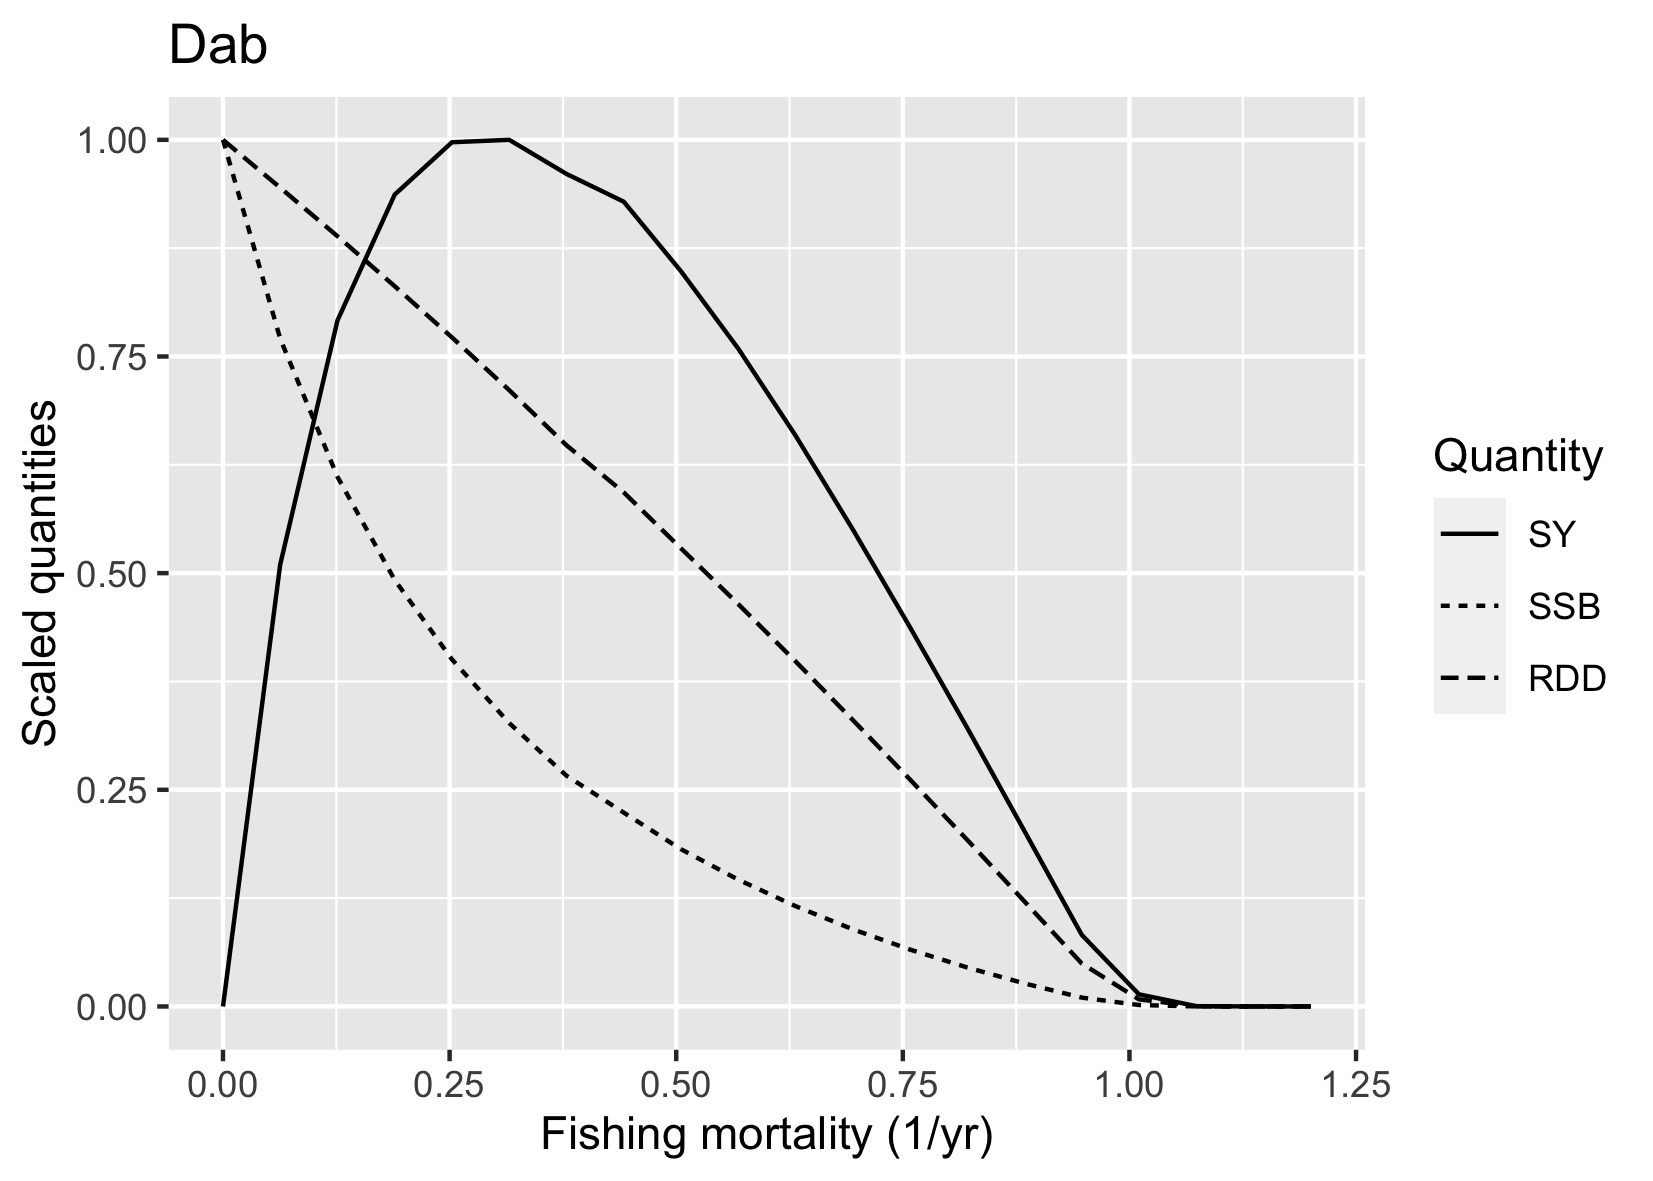 Dab
1.00
0.75
0.50
0.25
0.00
Scaled quantities
0.00 0.25 0.50 0.75 1.00 1.25
Fishing mortality (1/yr)
Quantity
SY
SSB
RDD